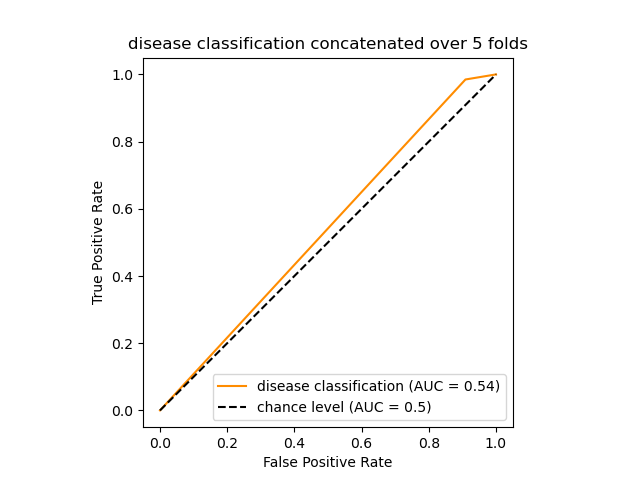 disease classification concatenated over 5 folds
True Positive Rate
1.0
0.8
0.6
0.4
0.2
0.0
disease classification (AUC = 0.54)
chance level (AUC = 0.5)
0.0 0.2 0.4 0.6 0.8 1.0
False Positive Rate